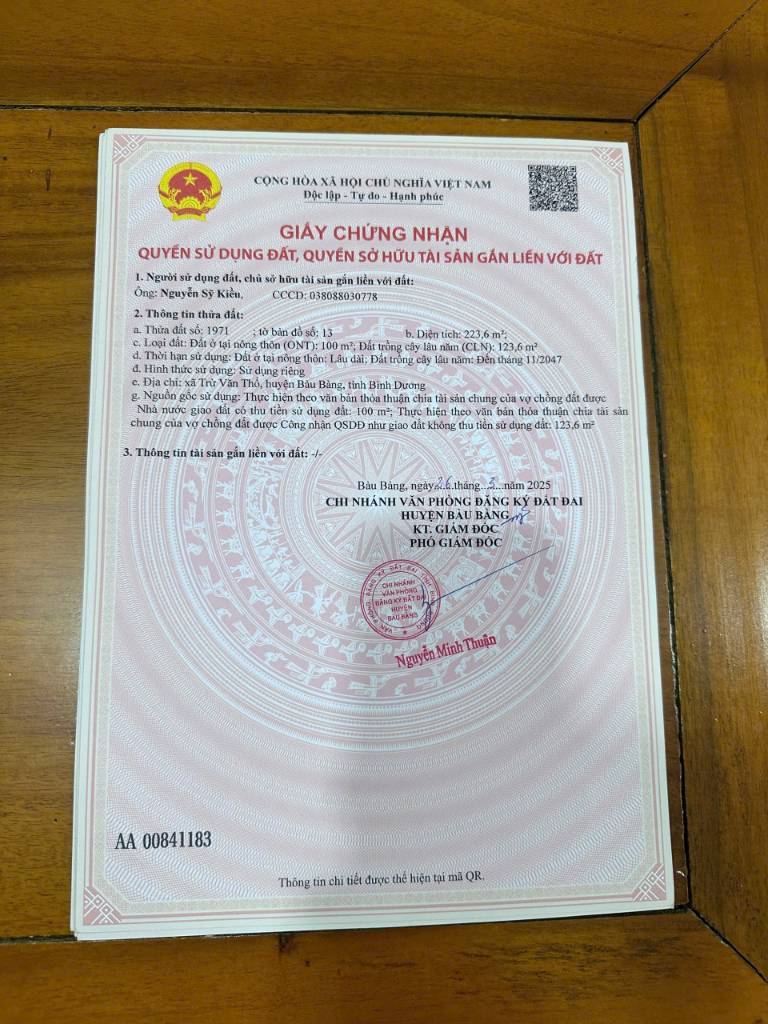 CỘNG HÒA XÃ HỘI CHỦ NGHĨA VIỆT NAM
Độc lập - Tự do - Hạnh phúc
GIẤY CHỨNG NHẬN
QUYỀN SỬ DỤNG ĐẤT, QUYỀN SỞ HỮU TÀI SẢN GẮN LIỀN VỚI ĐẤT
1. Người sử dụng đất, chủ sở hữu tài sản gắn liền với đất:
Ông: Nguyễn Sỹ Kiều, CCCD: 038088030778
2. Thông tin thửa đất:
a. Thửa đất số: 1971 ; tờ bản đồ số: 13 b. Diện tích: 223,6 m²;
c. Loại đất: Đất ở tại nông thôn (ONT): 100 m²; Đất trồng cây lâu năm (CLN): 123,6 m²
d. Thời hạn sử dụng: Đất ở tại nông thôn: Lâu dài; Đất trồng cây lâu năm: Đến tháng 11/2047
đ. Hình thức sử dụng: Sử dụng riêng
e. Địa chỉ: xã Trừ Văn Thố, huyện Bàu Bàng, tỉnh Bình Dương
g. Nguồn gốc sử dụng: Thực hiện theo văn bản thỏa thuận chia tài sản chung của vợ chồng đất được
Nhà nước giao đất có thu tiền sử dụng đất: 100 m²; Thực hiện theo văn bản thỏa thuận chia tài sản
chung của vợ chồng đất được Công nhận QSDĐ như giao đất không thu tiền sử dụng đất: 123,6 m²
3. Thông tin tài sản gắn liền với đất: -/-
Bàu Bàng, ngày 26 tháng 3 năm 2025
CHI NHÁNH VĂN PHÒNG ĐĂNG KÝ ĐẤT ĐAI
HUYỆN BÀU BÀNG
KT. GIÁM ĐỐC
PHÓ GIÁM ĐỐC
CHI NHÁNH
VĂN PHÒNG
ĐĂNG KÝ ĐẤT ĐAI
HUYỆN
BÀU BÀNG
Nguyễn Minh Thuận
AA 00841183
Thông tin chi tiết được thể hiện tại mã QR.